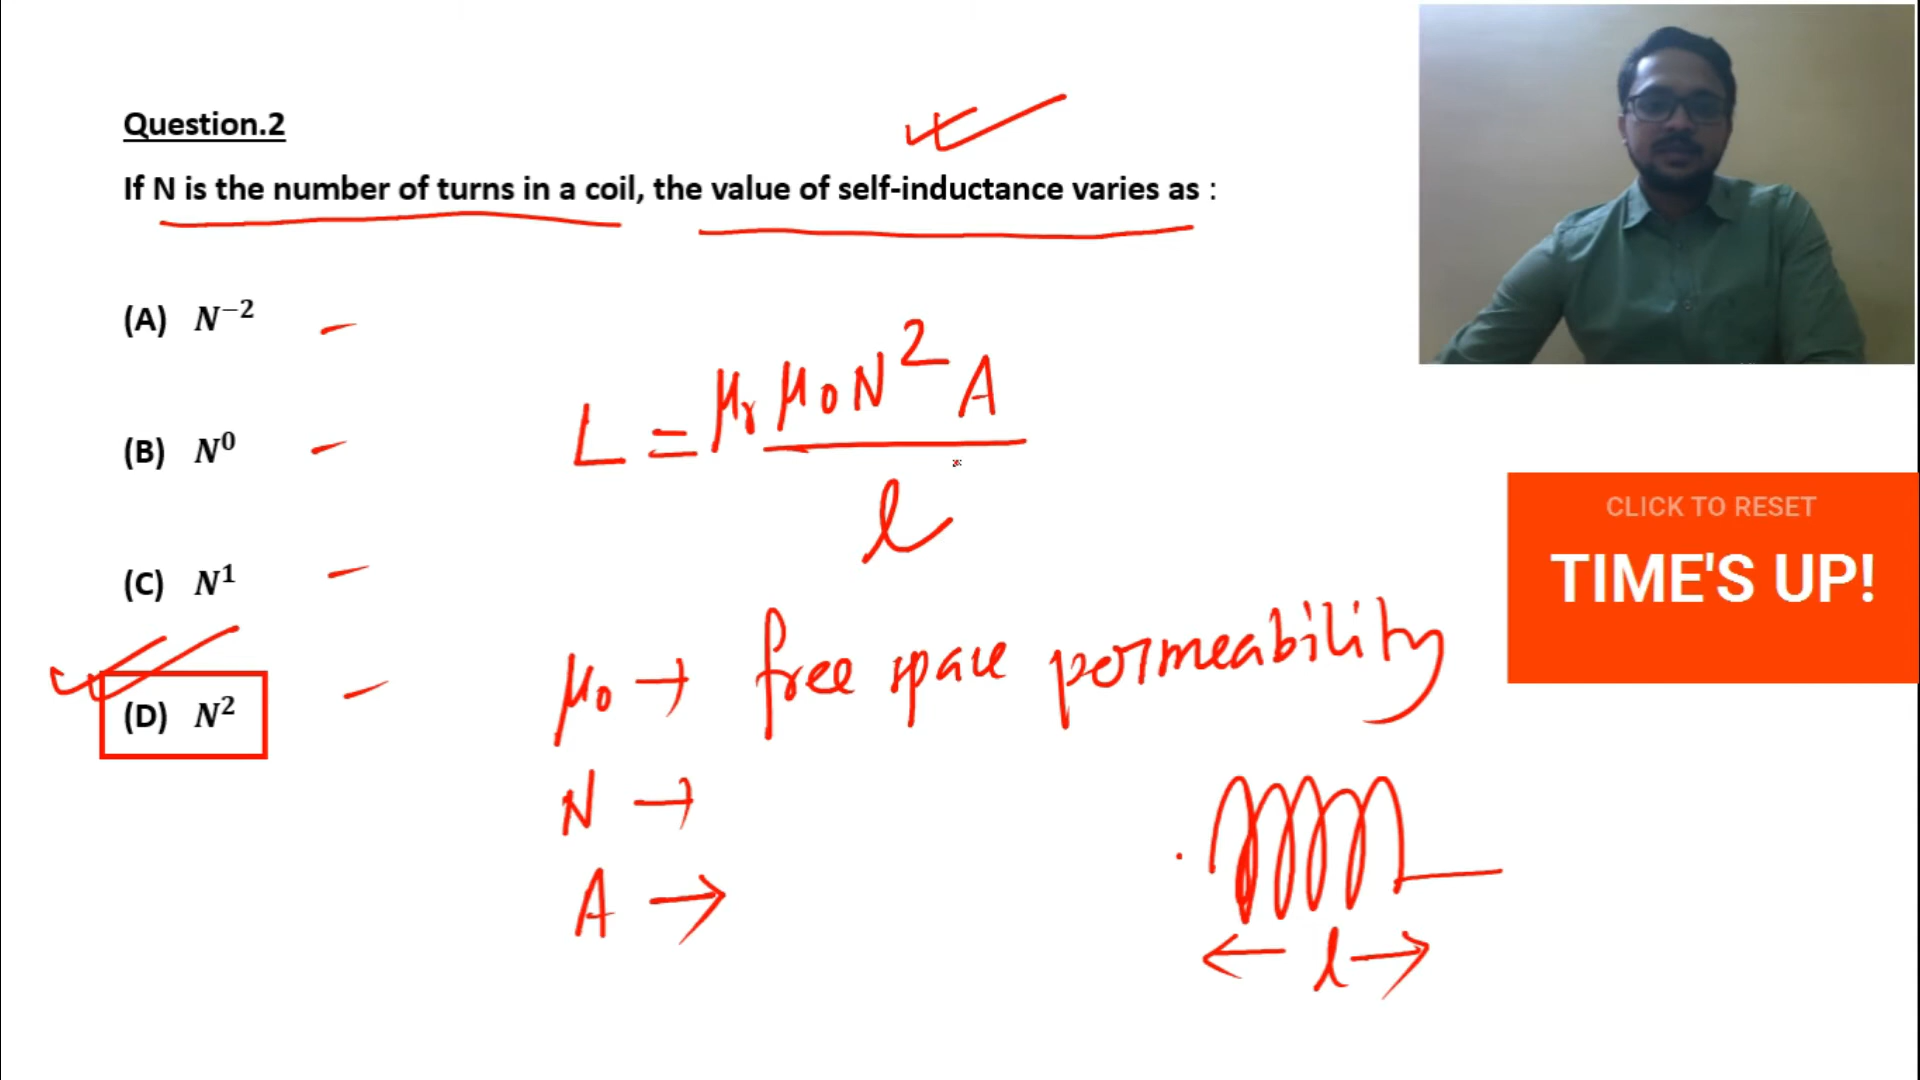 Question.2
If N is the number of turns in a coil, the value of self-inductance varies as :
(A) N⁻²
(B) N⁰
(C) N¹
(D) N²
L = μr μ0 N² A
l
μ0 → free space permeability
N →
A →
l
CLICK TO RESET
TIME'S UP!